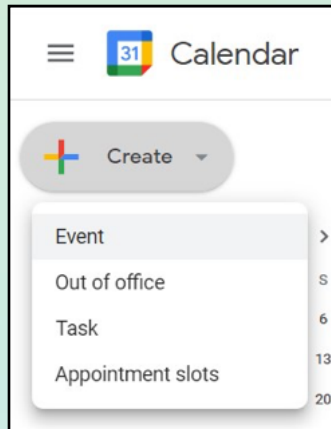 31 Calendar
Create
Event
Out of office
Task
Appointment slots
>
S
6
13
20